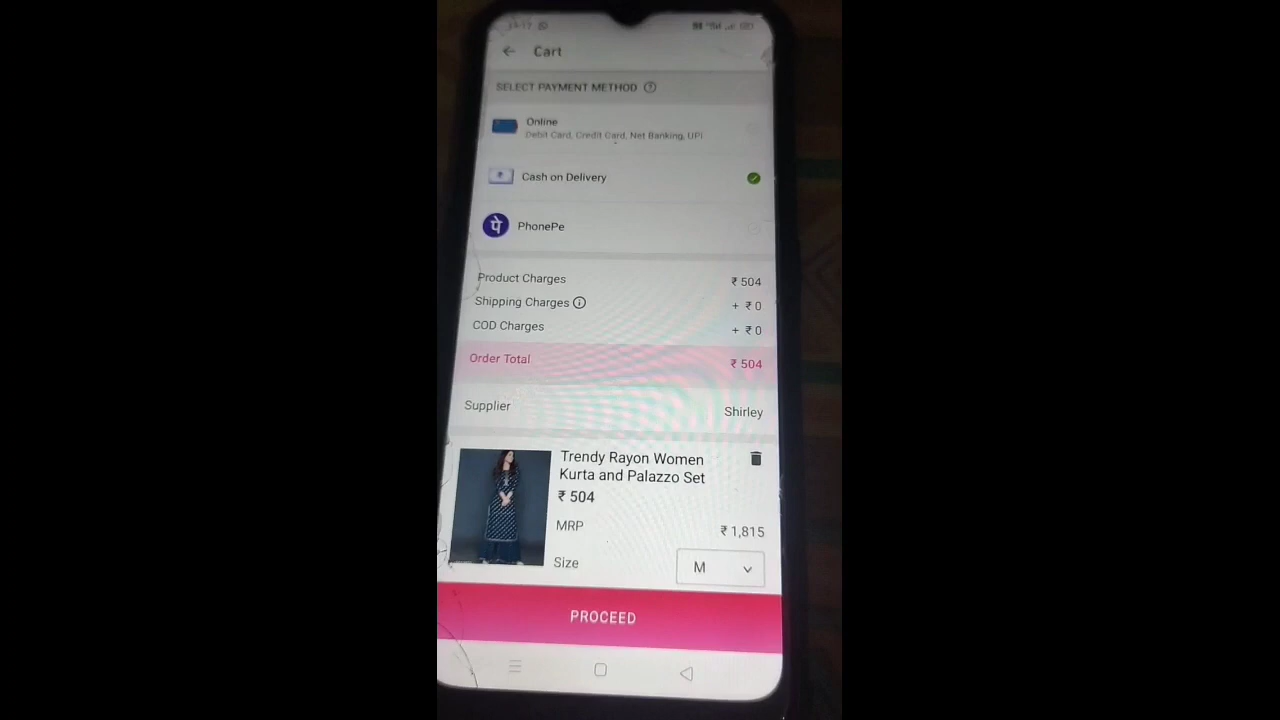 Cart
SELECT PAYMENT METHOD
Online
Debit Card, Credit Card, Net Banking, UPI
Cash on Delivery
पे PhonePe
Product Charges ₹ 504
Shipping Charges + ₹ 0
COD Charges + ₹ 0
Order Total ₹ 504
Supplier Shirley
Trendy Rayon Women
Kurta and Palazzo Set
₹ 504
MRP ₹ 1,815
Size M
PROCEED